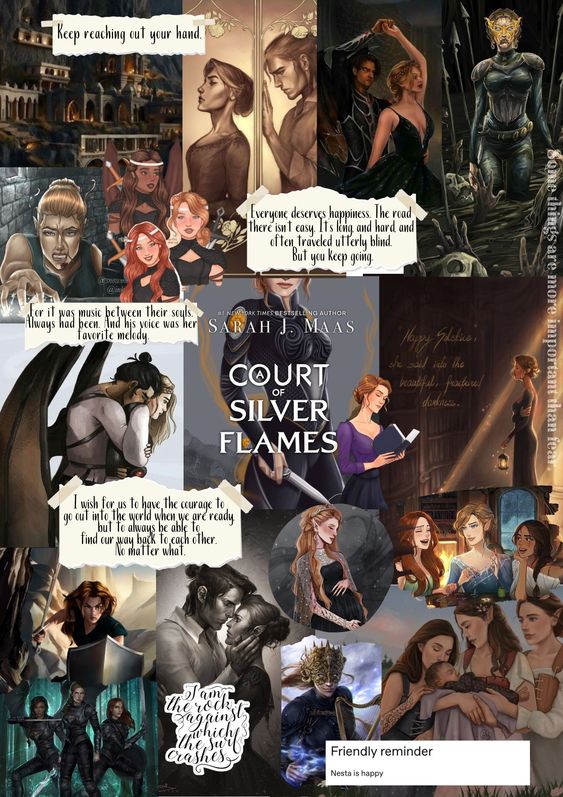 Keep reaching out your hand.
Everyone deserves happiness. The road
there isn't easy. It's long, and hard, and
often traveled utterly blind.
But you keep going.
Some things are more important than fear
For it was music between their souls.
Always had been. And his voice was her
favorite melody.
#1 NEW YORK TIMES BESTSELLING AUTHOR
SARAH J. MAAS
A
COURT
OF
SILVER
FLAMES
Happy Solstice,
she said into the
beautiful, fractured
darkness.
I wish for us to have the courage to
go out into the world when we are ready,
but to always be able to
find our way back to each other.
No matter what.
I am
the rock
against
which
the surf
crashes.
Friendly reminder
Nesta is happy